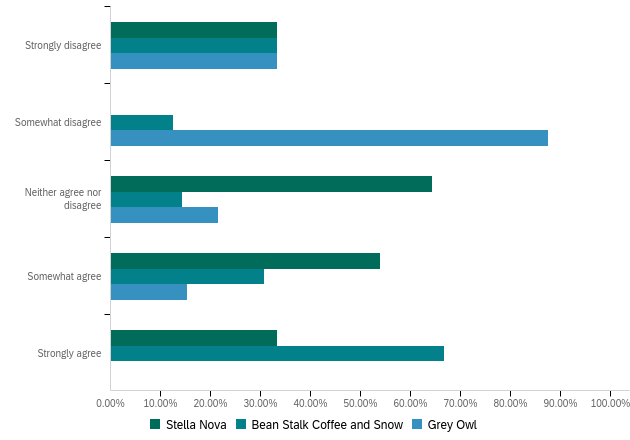 Strongly disagree
Somewhat disagree
Neither agree nor
disagree
Somewhat agree
Strongly agree
0.00% 10.00% 20.00% 30.00% 40.00% 50.00% 60.00% 70.00% 80.00% 90.00% 100.00%
Stella Nova Bean Stalk Coffee and Snow Grey Owl